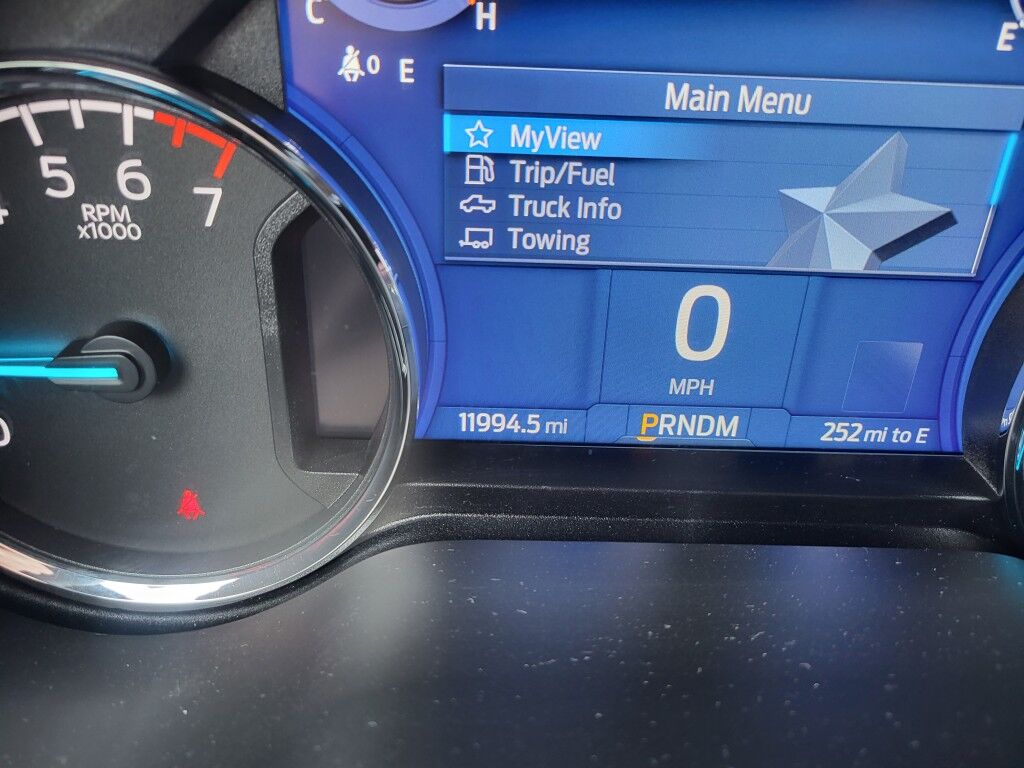 C
H
E
0
E
Main Menu
MyView
Trip/Fuel
Truck Info
Towing
5
6
7
RPM
x1000
0
0
MPH
11994.5 mi
PRNDM
252 mi to E